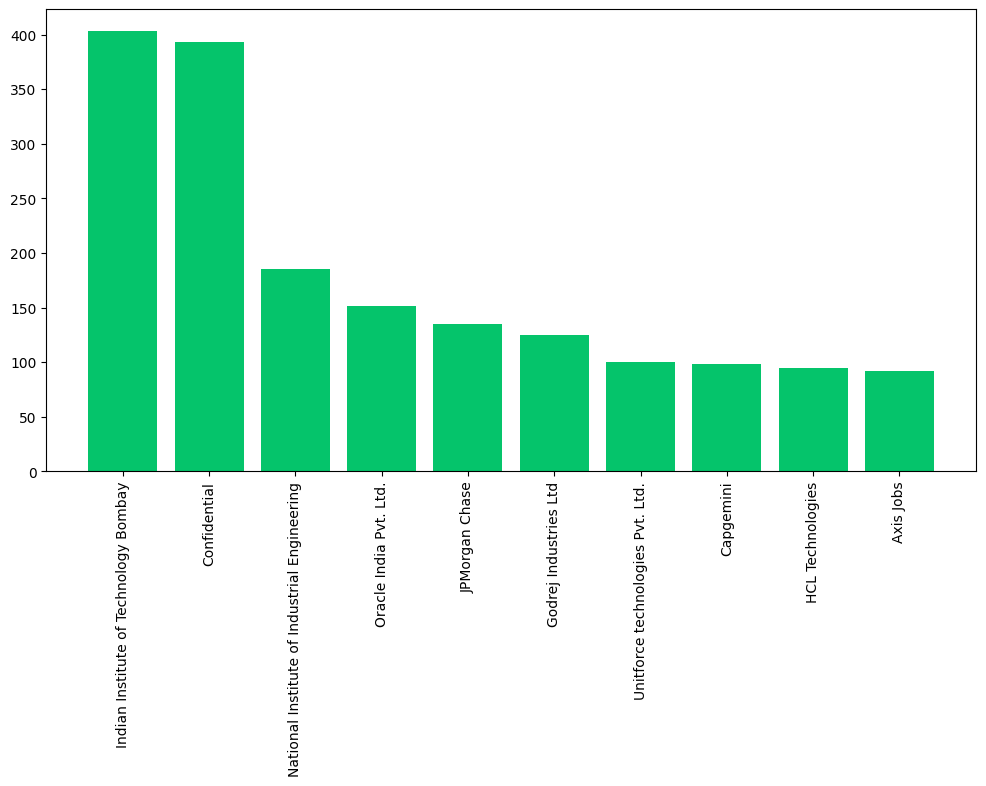 400
350
300
250
200
150
100
50
0
Indian Institute of Technology Bombay
Confidential
National Institute of Industrial Engineering
Oracle India Pvt. Ltd.
JPMorgan Chase
Godrej Industries Ltd
Unitforce technologies Pvt. Ltd.
Capgemini
HCL Technologies
Axis Jobs